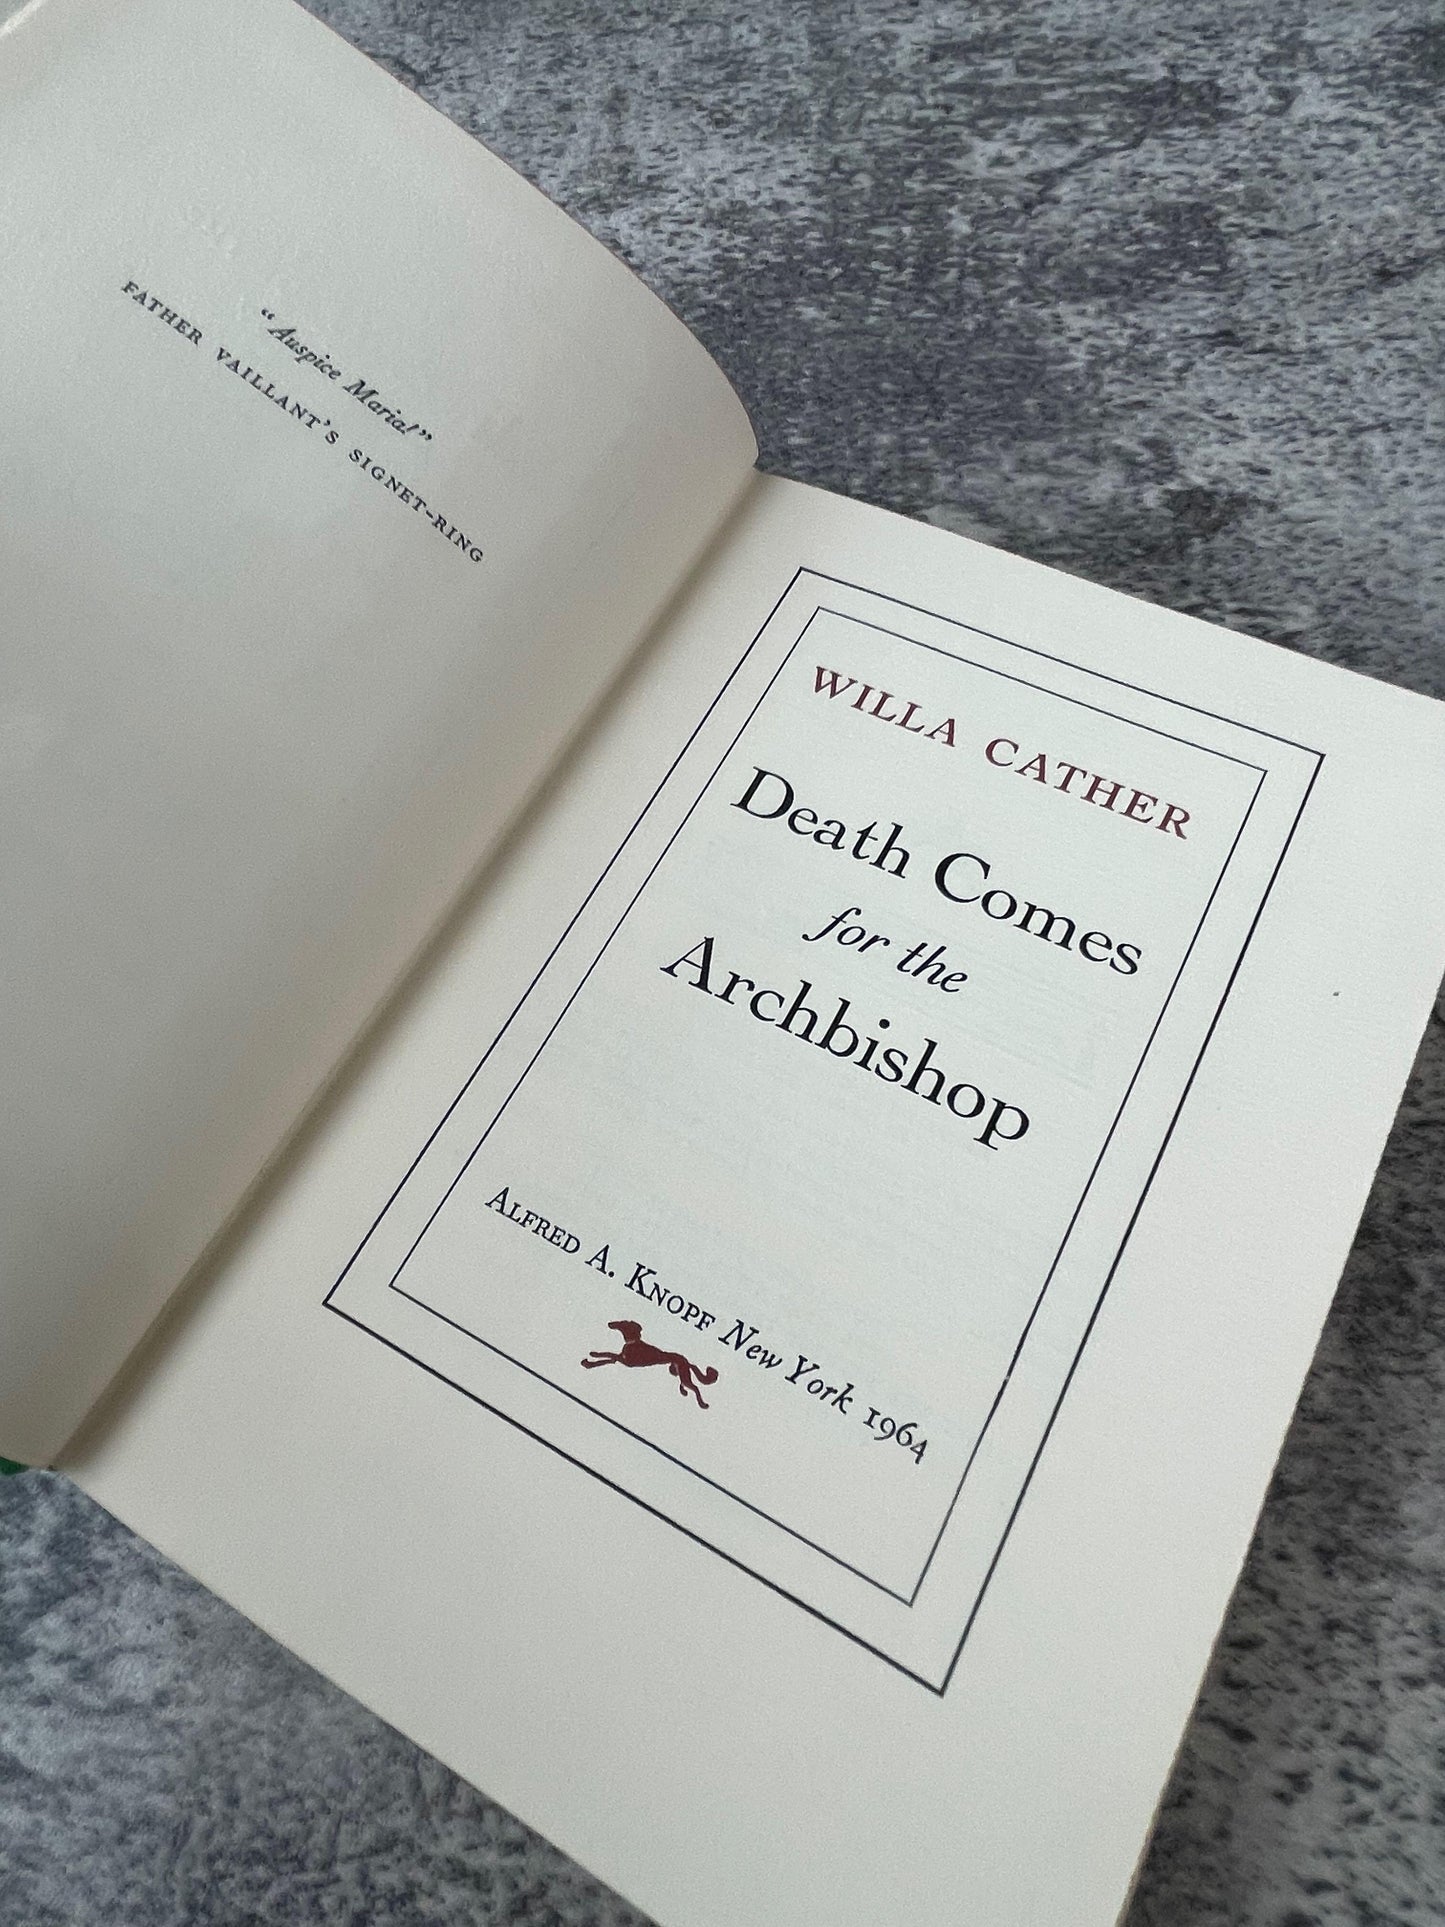 "Auspice Maria!"
FATHER VAILLANT'S SIGNET-RING
WILLA CATHER
Death Comes
for the
Archbishop
ALFRED A. KNOPF New York 1964